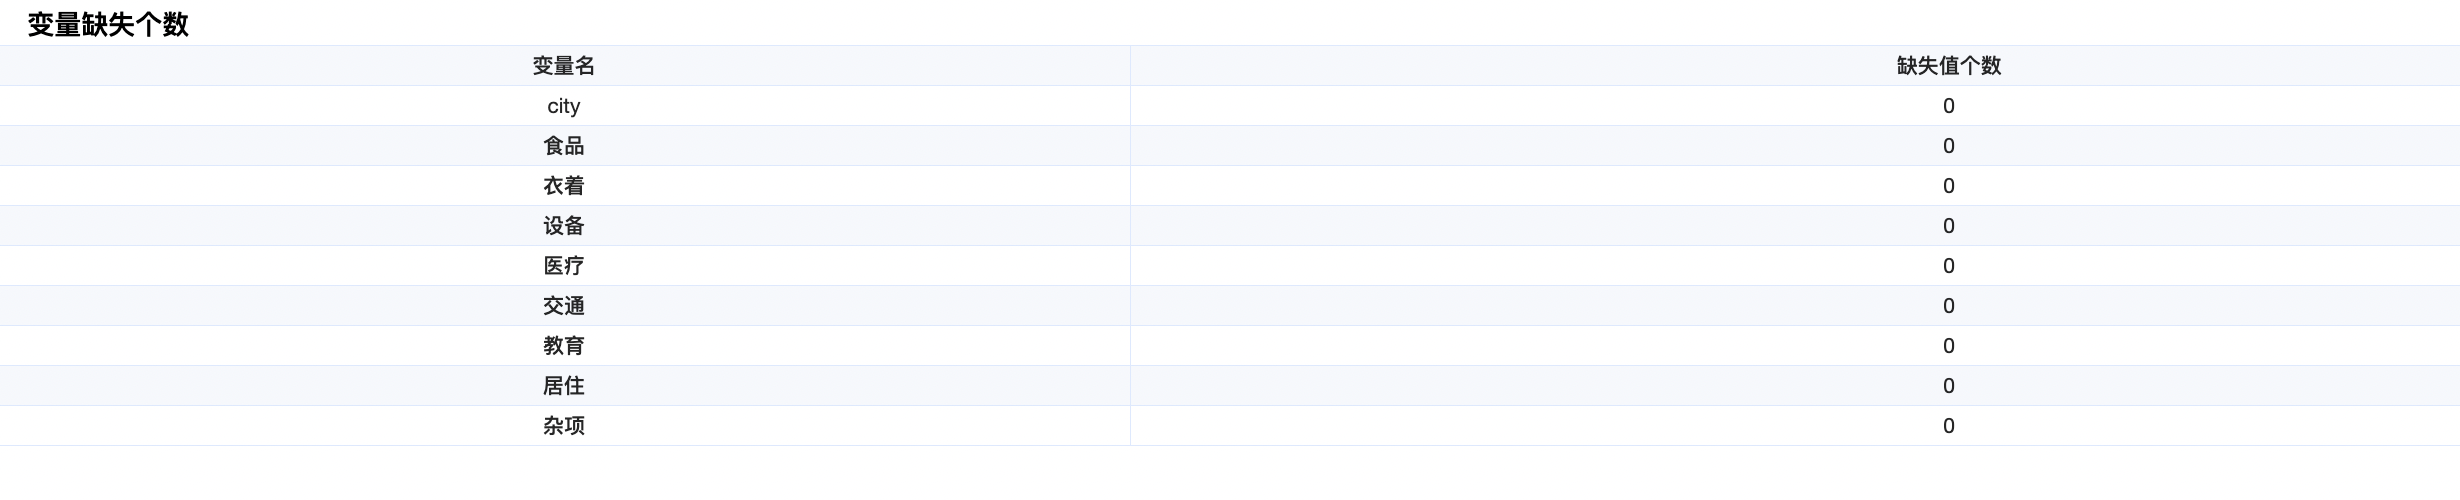 变量缺失个数
变量名 缺失值个数
city 0
食品 0
衣着 0
设备 0
医疗 0
交通 0
教育 0
居住 0
杂项 0